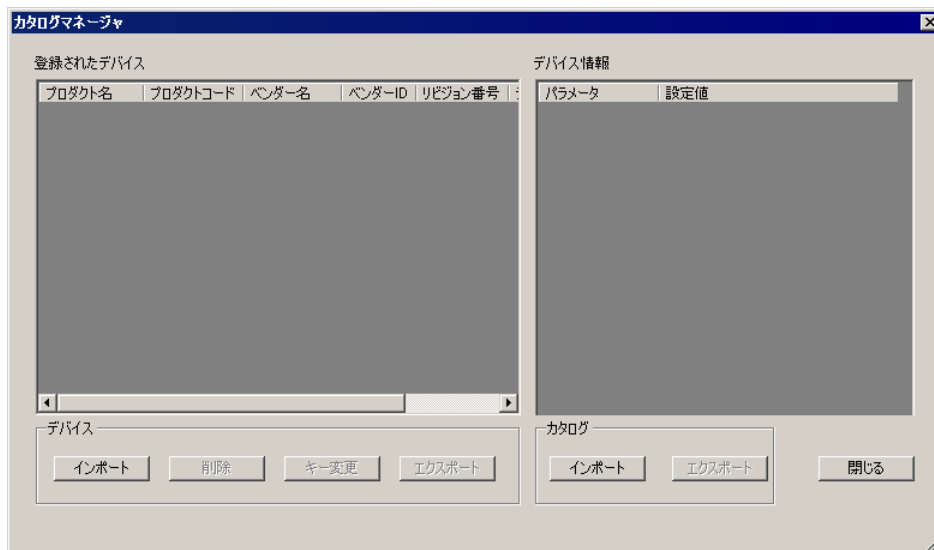 カタログマネージャ
登録されたデバイス
デバイス情報
プロダクト名 プロダクトコード ベンダー名 ベンダーID リビジョン番号
パラメータ 設定値
デバイス
カタログ
インポート 削除 キー変更 エクスポート
インポート エクスポート
閉じる